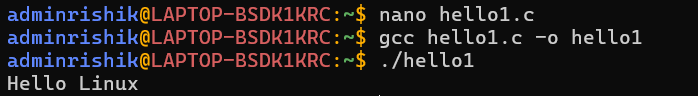 adminrishik@LAPTOP-BSDK1KRC:~$ nano hello1.c
adminrishik@LAPTOP-BSDK1KRC:~$ gcc hello1.c -o hello1
adminrishik@LAPTOP-BSDK1KRC:~$ ./hello1
Hello Linux